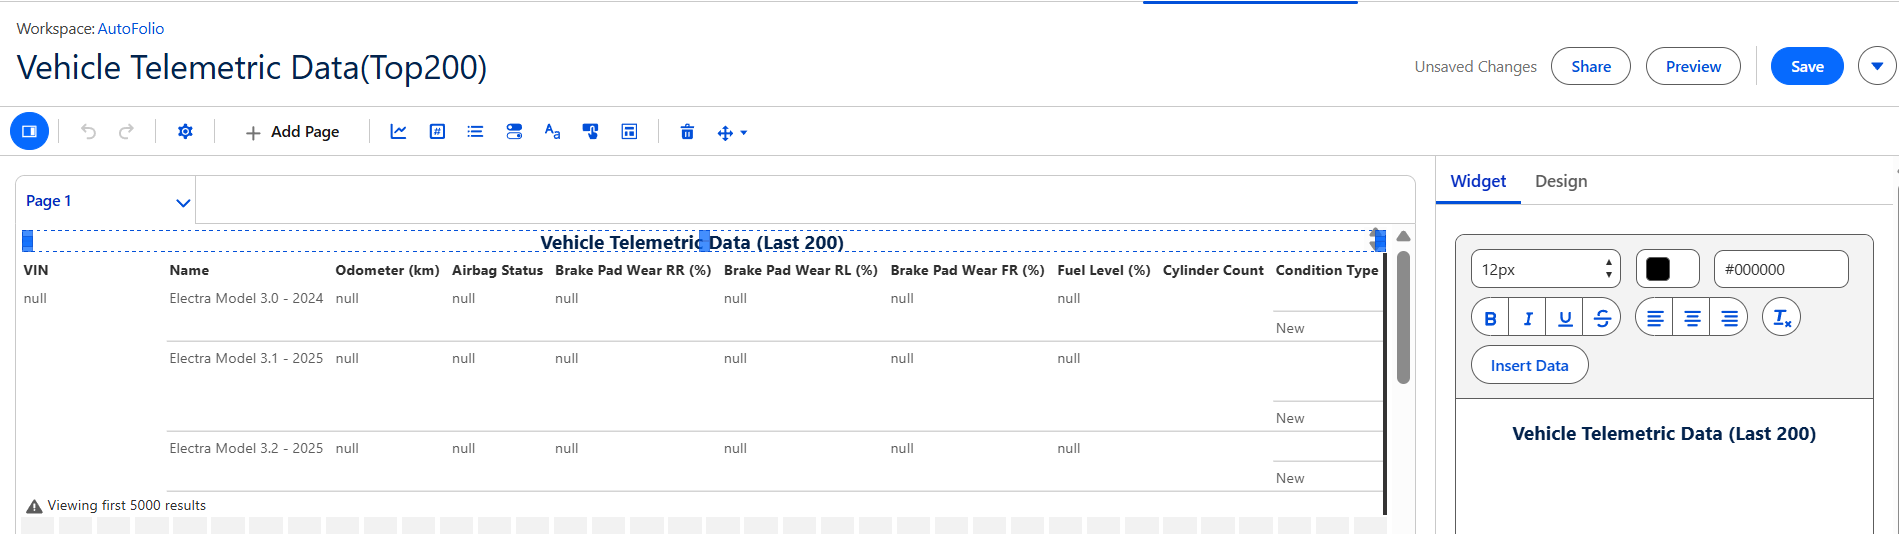 Workspace: AutoFolio
Vehicle Telemetric Data(Top200)
Unsaved Changes Share Preview Save
Add Page
Page 1
Widget Design
Vehicle Telemetric Data (Last 200)
VIN Name Odometer (km) Airbag Status Brake Pad Wear RR (%) Brake Pad Wear RL (%) Brake Pad Wear FR (%) Fuel Level (%) Cylinder Count Condition Type
null Electra Model 3.0 - 2024 null null null null null null
New
Electra Model 3.1 - 2025 null null null null null null
New
Electra Model 3.2 - 2025 null null null null null null
New
Viewing first 5000 results
12px #000000
B I U S
Insert Data
Vehicle Telemetric Data (Last 200)